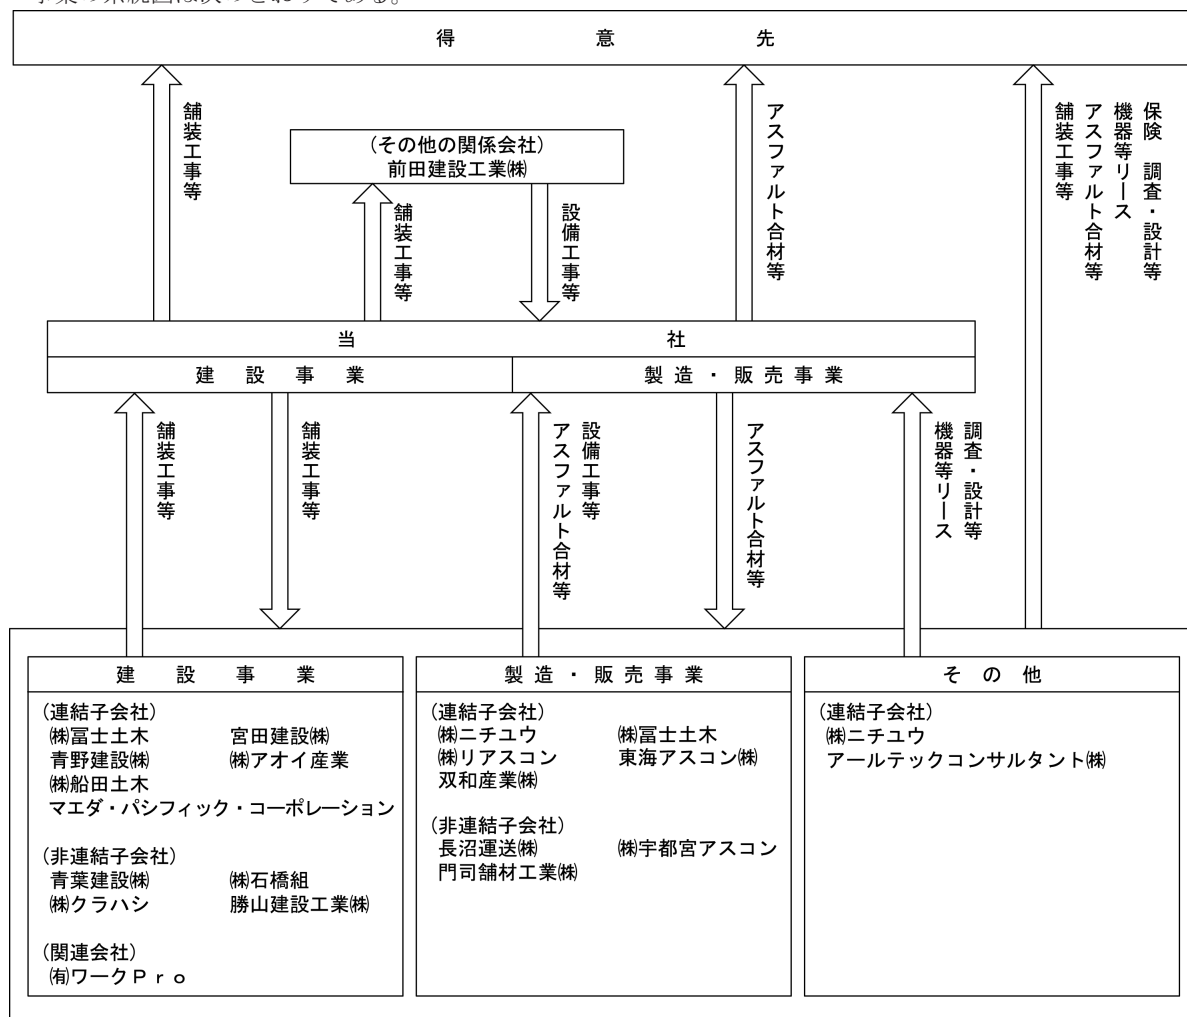 事業の系統図は次のとおりである。
得意先
舗装工事等
(その他の関係会社)
前田建設工業㈱
舗装工事等
設備工事等
アスファルト合材等
保険 調査・設計等
機器等リース
アスファルト合材等
舗装工事等
当社
建設事業
製造・販売事業
舗装工事等
舗装工事等
設備工事等
アスファルト合材等
アスファルト合材等
調査・設計等
機器等リース
建設事業
(連結子会社)
㈱冨士土木 宮田建設㈱
青野建設㈱ ㈱アオイ産業
㈱船田土木
マエダ・パシフィック・コーポレーション
(非連結子会社)
青葉建設㈱ ㈱石橋組
㈱クラハシ 勝山建設工業㈱
(関連会社)
㈲ワークPro
製造・販売事業
(連結子会社)
㈱ニチユウ ㈱冨士土木
㈱リアスコン 東海アスコン㈱
双和産業㈱
(非連結子会社)
長沼運送㈱ ㈱宇都宮アスコン
門司舗材工業㈱
その他
(連結子会社)
㈱ニチユウ
アールテックコンサルタント㈱